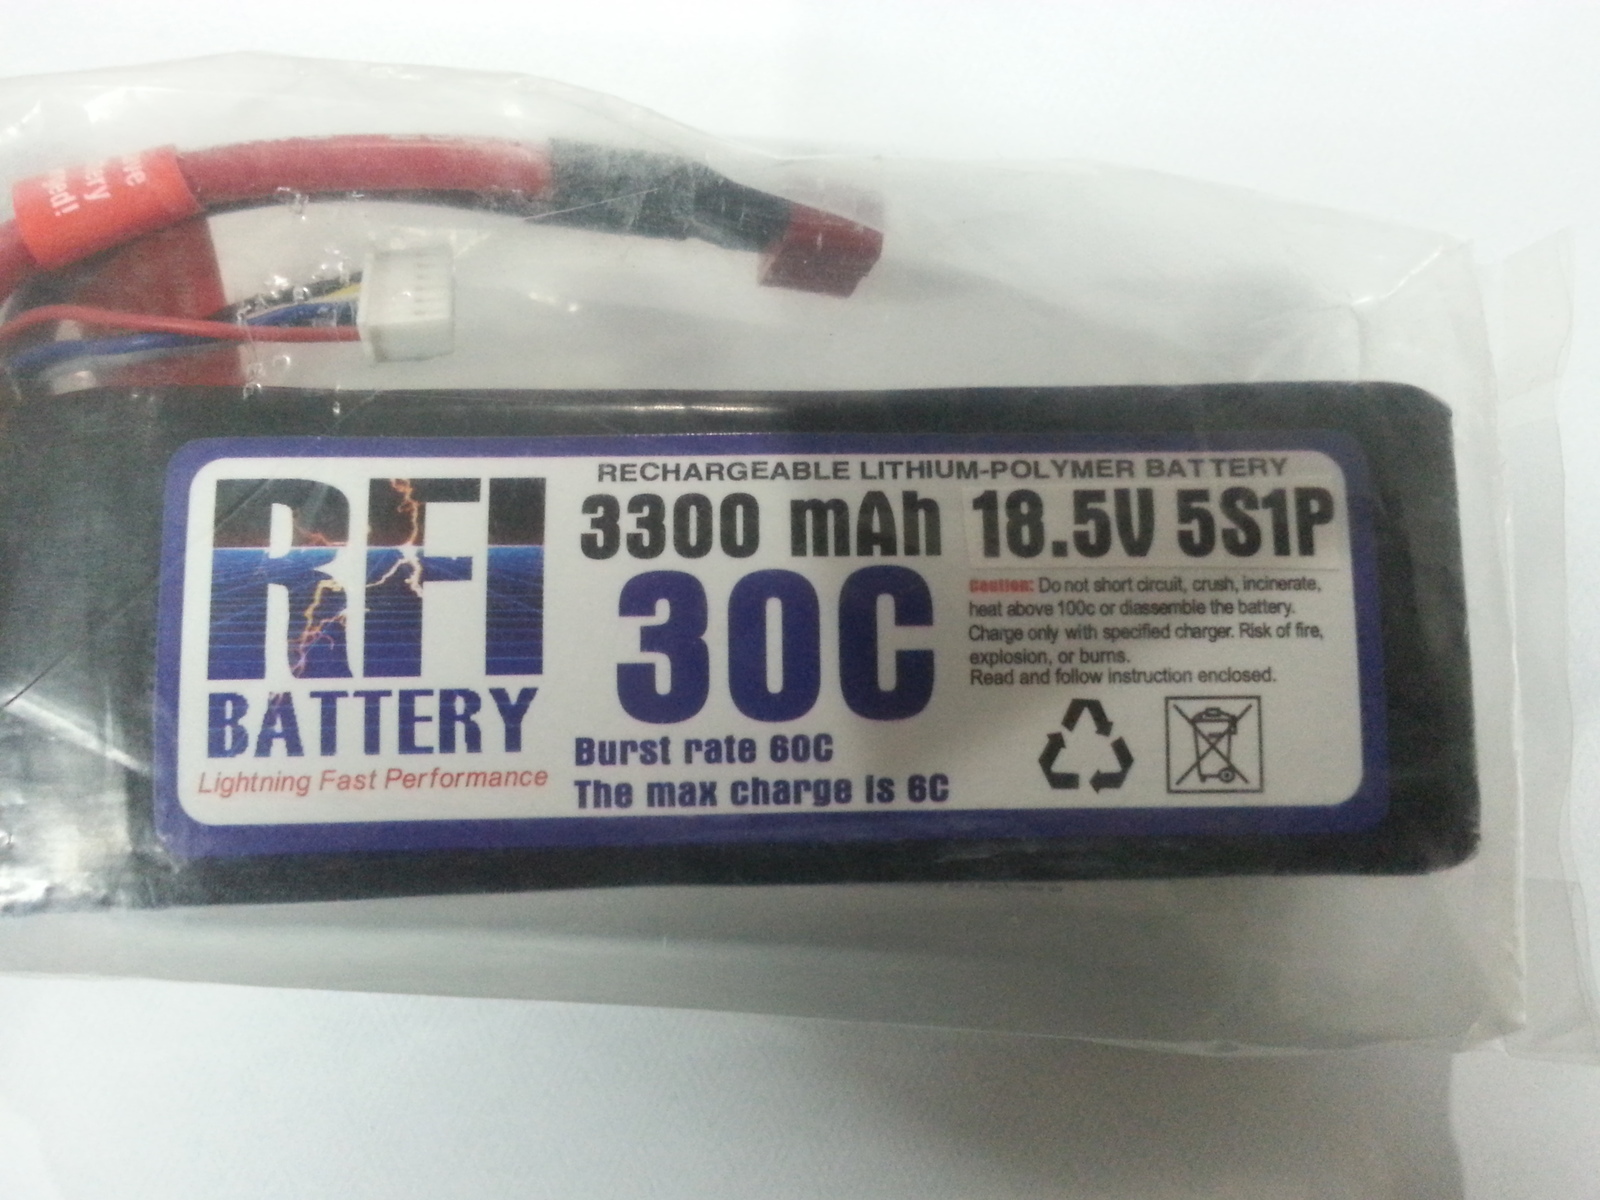 RFI
BATTERY
Lightning Fast Performance
RECHARGEABLE LITHIUM-POLYMER BATTERY
3300 mAh 18.5V 5S1P
30C
Burst rate 60C
The max charge is 6C
Caution: Do not short circuit, crush, incinerate,
heat above 100c or diassemble the battery.
Charge only with specified charger. Risk of fire,
explosion, or burns.
Read and follow instruction enclosed.